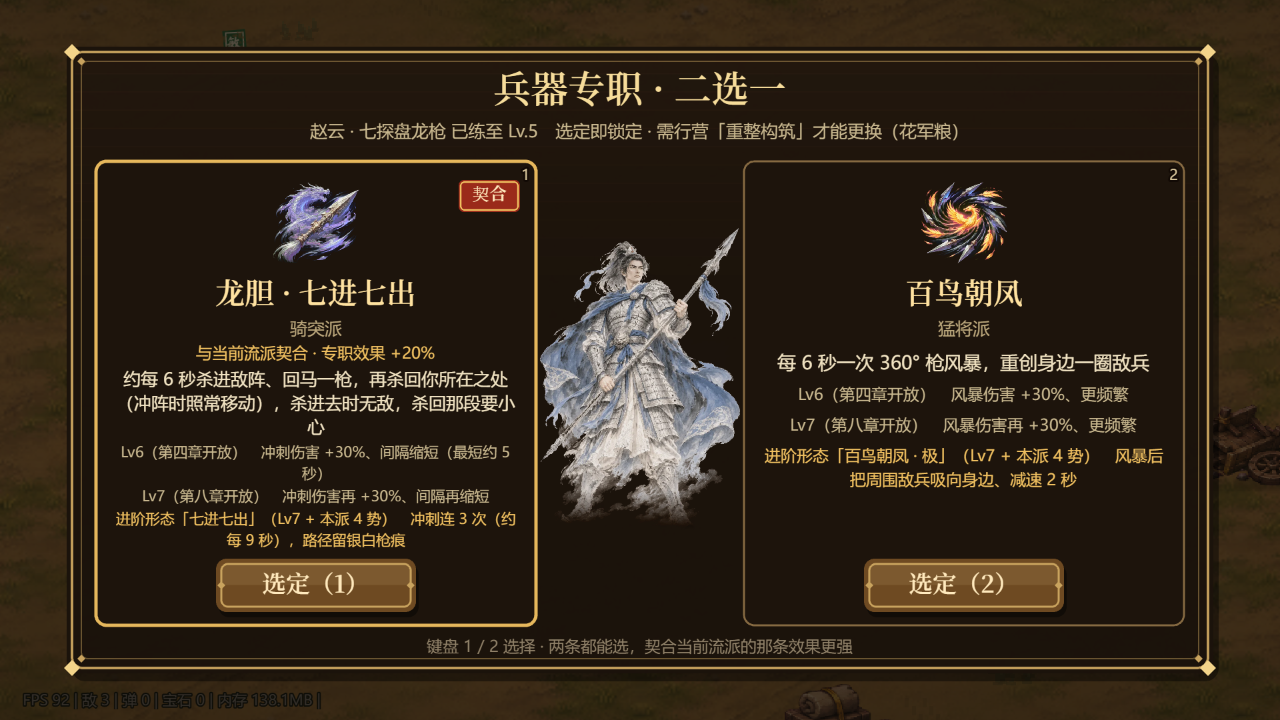 敌
兵器专职 · 二选一
赵云 · 七探盘龙枪 已练至 Lv.5 选定即锁定 · 需行营「重整构筑」才能更换（花军粮）
1
契合
龙胆 · 七进七出
骑突派
与当前流派契合 · 专职效果 +20%
约每 6 秒杀进敌阵、回马一枪，再杀回你所在之处
（冲阵时照常移动），杀进去时无敌，杀回那段要小
心
Lv6（第四章开放） 冲刺伤害 +30%、间隔缩短（最短约 5
秒）
Lv7（第八章开放） 冲刺伤害再 +30%、间隔再缩短
进阶形态「七进七出」（Lv7 + 本派 4 势） 冲刺连 3 次（约
每 9 秒），路径留银白枪痕
选定（1）
2
百鸟朝凤
猛将派
每 6 秒一次 360° 枪风暴，重创身边一圈敌兵
Lv6（第四章开放） 风暴伤害 +30%、更频繁
Lv7（第八章开放） 风暴伤害再 +30%、更频繁
进阶形态「百鸟朝凤 · 极」（Lv7 + 本派 4 势） 风暴后
把周围敌兵吸向身边、减速 2 秒
选定（2）
键盘 1 / 2 选择 · 两条都能选，契合当前流派的那条效果更强
FPS 92 | 敌 3 | 弹 0 | 宝石 0 | 内存 138.1MB |